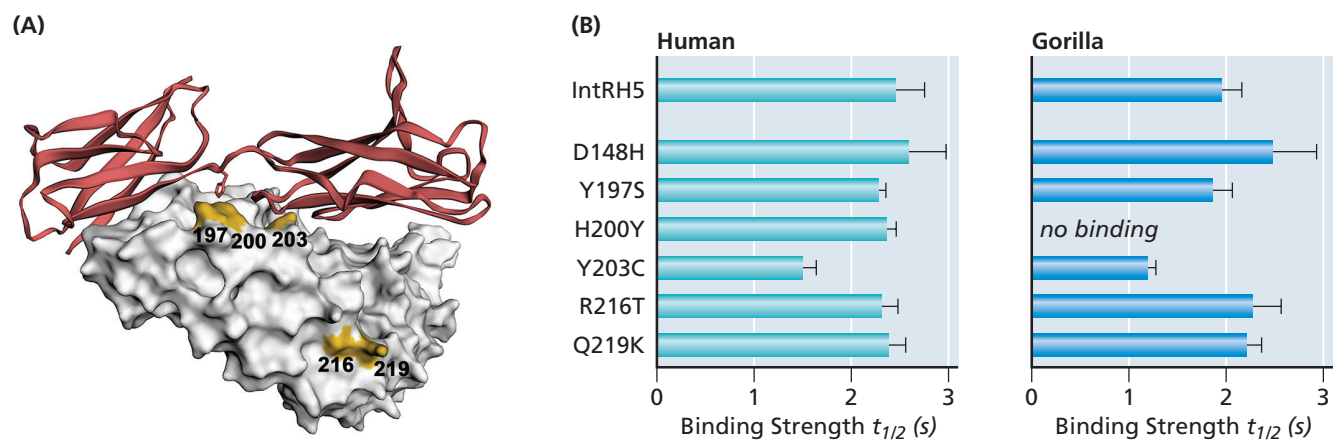 (A)
197 200 203
216 219
(B)
Human
IntRH5
D148H
Y197S
H200Y
Y203C
R216T
Q219K
0 1 2 3
Binding Strength t1/2 (s)
Gorilla
no binding
0 1 2 3
Binding Strength t1/2 (s)